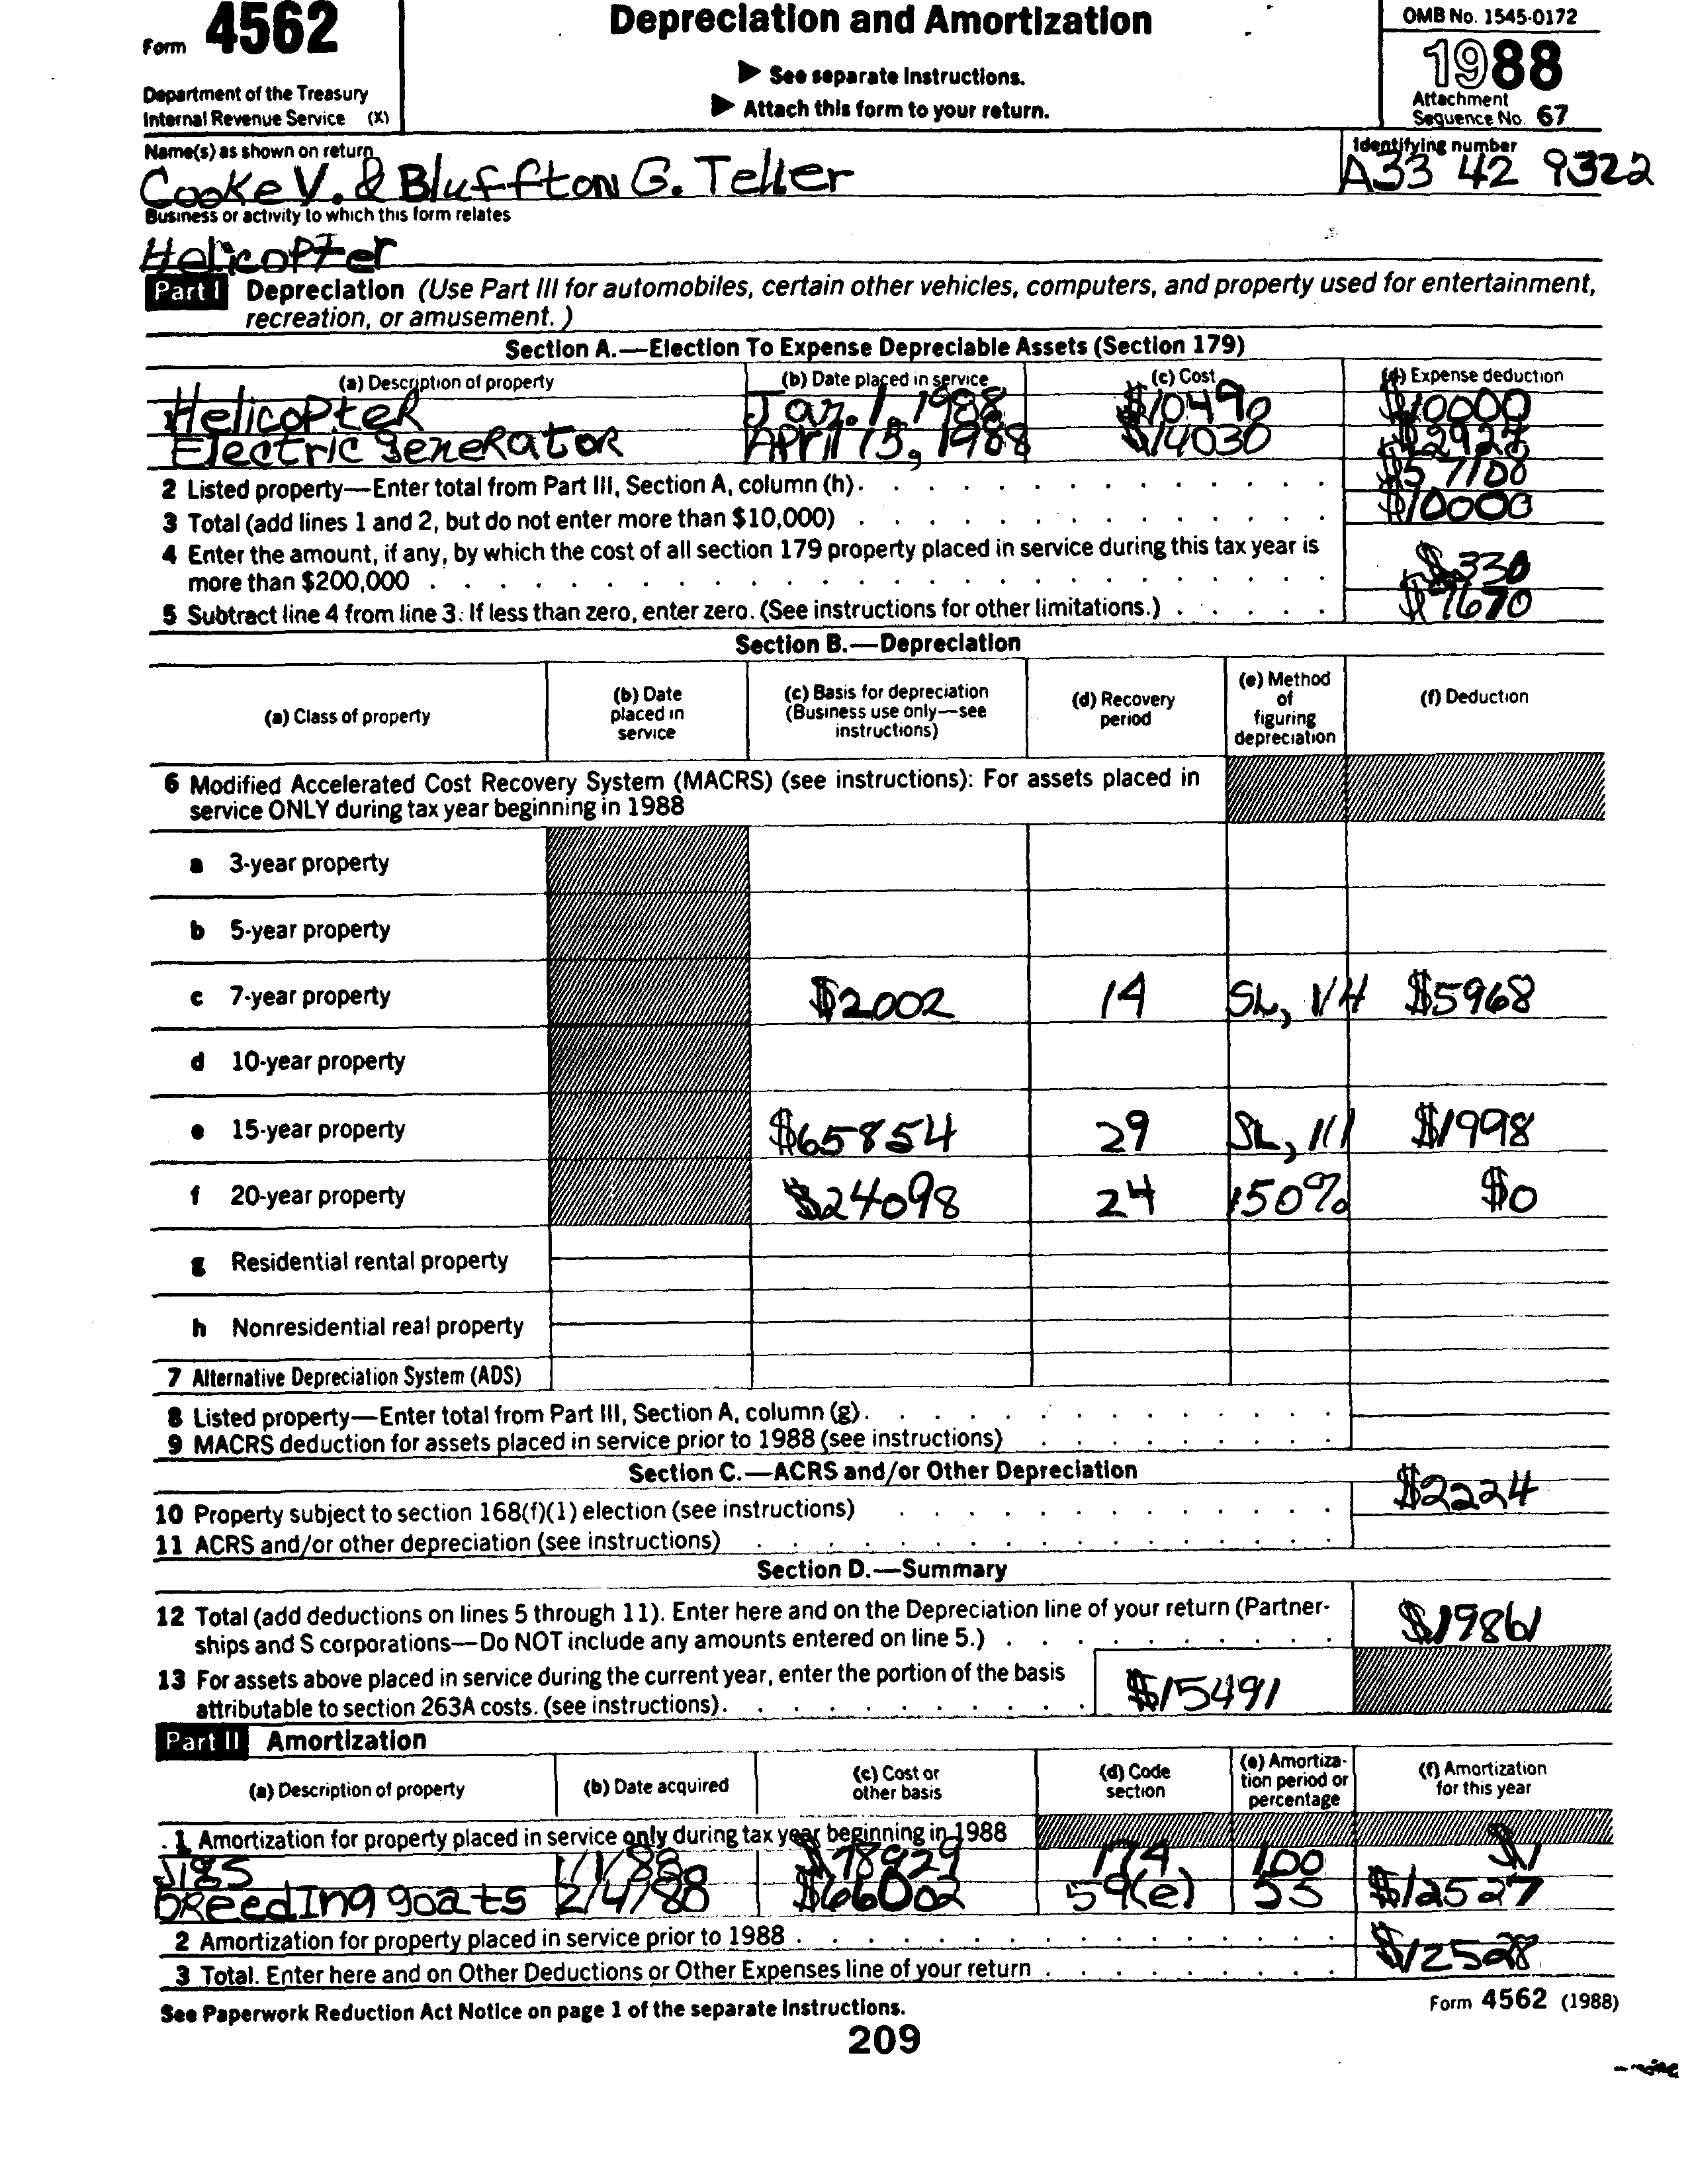 Form 4562
Depreciation and Amortization
OMB No. 1545-0172
1988
Department of the Treasury
Internal Revenue Service (X)
▶ See separate Instructions.
▶ Attach this form to your return.
Attachment
Sequence No. 67
Name(s) as shown on return
Cooke V. & Bluffton G. Teller
Identifying number
A33 42 9322
Business or activity to which this form relates
Helicopter
Part I Depreciation (Use Part III for automobiles, certain other vehicles, computers, and property used for entertainment,
recreation, or amusement.)
Section A.—Election To Expense Depreciable Assets (Section 179)
(a) Description of property (b) Date placed in service (c) Cost (d) Expense deduction
Helicopter Jan. 1, 1988 $10490 $10000
Electric generator April 15, 1988 $14030
2 Listed property—Enter total from Part III, Section A, column (h). $57108
3 Total (add lines 1 and 2, but do not enter more than $10,000) $10000
4 Enter the amount, if any, by which the cost of all section 179 property placed in service during this tax year is
more than $200,000 $330
5 Subtract line 4 from line 3. If less than zero, enter zero. (See instructions for other limitations.) $9670
Section B.—Depreciation
(a) Class of property (b) Date placed in service (c) Basis for depreciation (Business use only—see instructions) (d) Recovery period (e) Method of figuring depreciation (f) Deduction
6 Modified Accelerated Cost Recovery System (MACRS) (see instructions): For assets placed in
service ONLY during tax year beginning in 1988
a 3-year property
b 5-year property
c 7-year property $2002 14 SL, 1/H $5968
d 10-year property
e 15-year property $65854 29 SL, 1/1 $1998
f 20-year property $24098 24 150% $0
g Residential rental property
h Nonresidential real property
7 Alternative Depreciation System (ADS)
8 Listed property—Enter total from Part III, Section A, column (g).
9 MACRS deduction for assets placed in service prior to 1988 (see instructions)
Section C.—ACRS and/or Other Depreciation
10 Property subject to section 168(f)(1) election (see instructions) $2224
11 ACRS and/or other depreciation (see instructions)
Section D.—Summary
12 Total (add deductions on lines 5 through 11). Enter here and on the Depreciation line of your return (Partner-
ships and S corporations—Do NOT include any amounts entered on line 5.) $19861
13 For assets above placed in service during the current year, enter the portion of the basis
attributable to section 263A costs. (see instructions). $15491
Part II Amortization
(a) Description of property (b) Date acquired (c) Cost or other basis (d) Code section (e) Amortization period or percentage (f) Amortization for this year
1 Amortization for property placed in service only during tax year beginning in 1988
Jigs 1/1/88 $78929 174 100 $1
Breeding goats 2/4/88 $66002 59(e) 55 $12527
2 Amortization for property placed in service prior to 1988
3 Total. Enter here and on Other Deductions or Other Expenses line of your return $12528
See Paperwork Reduction Act Notice on page 1 of the separate Instructions.
Form 4562 (1988)
209